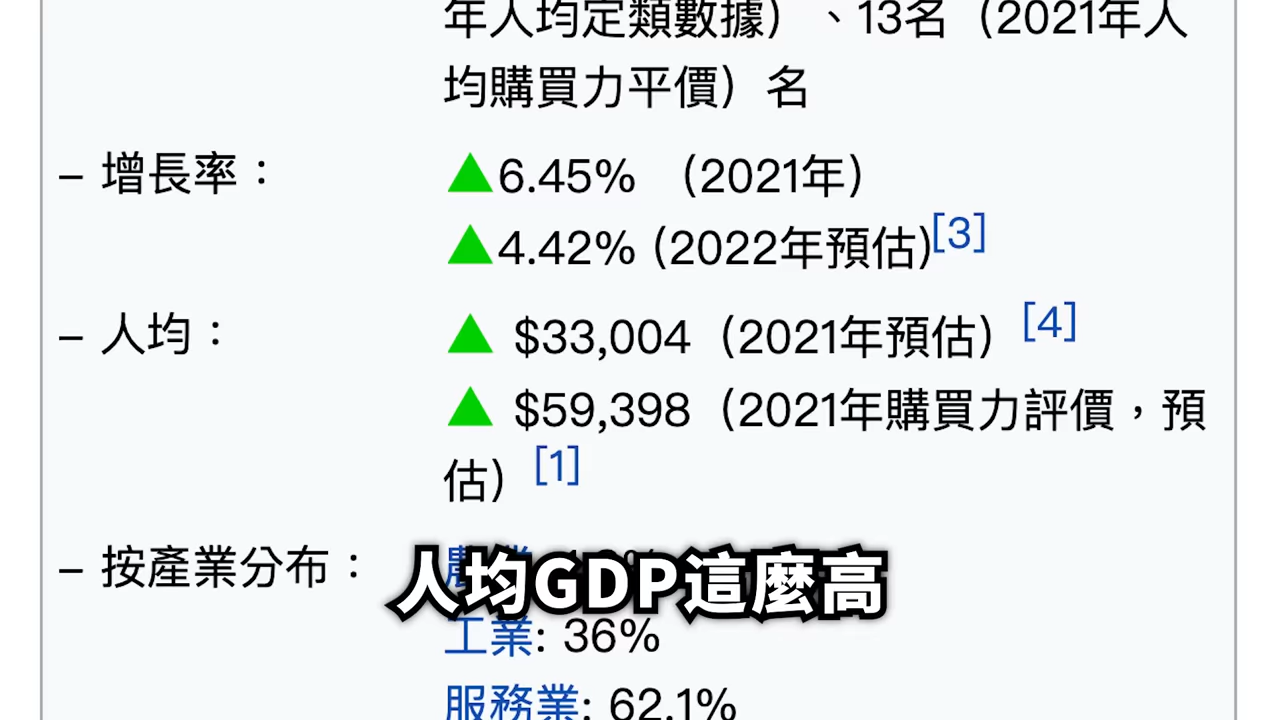 年人均定類數據）、13名（2021年人
均購買力平價）名
– 增長率：
▲6.45% （2021年）
▲4.42% (2022年預估)[3]
– 人均：
▲ $33,004（2021年預估）[4]
▲ $59,398（2021年購買力評價，預
估）[1]
– 按產業分布：
人均GDP這麼高
工業: 36%
服務業: 62.1%